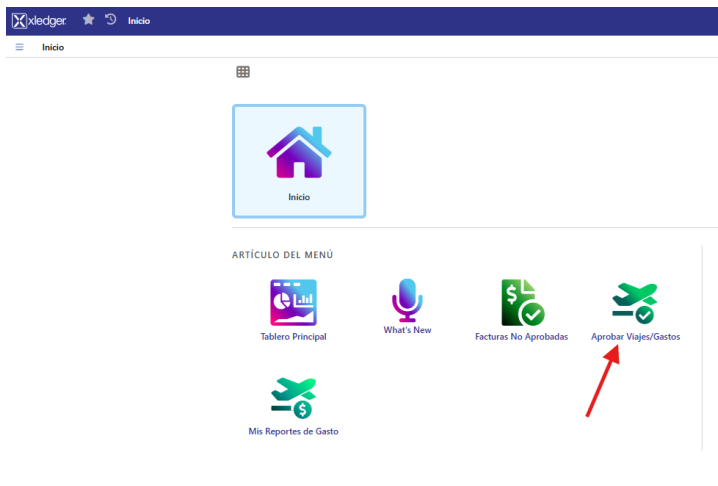 xledger Inicio
Inicio
Inicio
ARTÍCULO DEL MENÚ
Tablero Principal
What's New
Facturas No Aprobadas
Aprobar Viajes/Gastos
Mis Reportes de Gasto